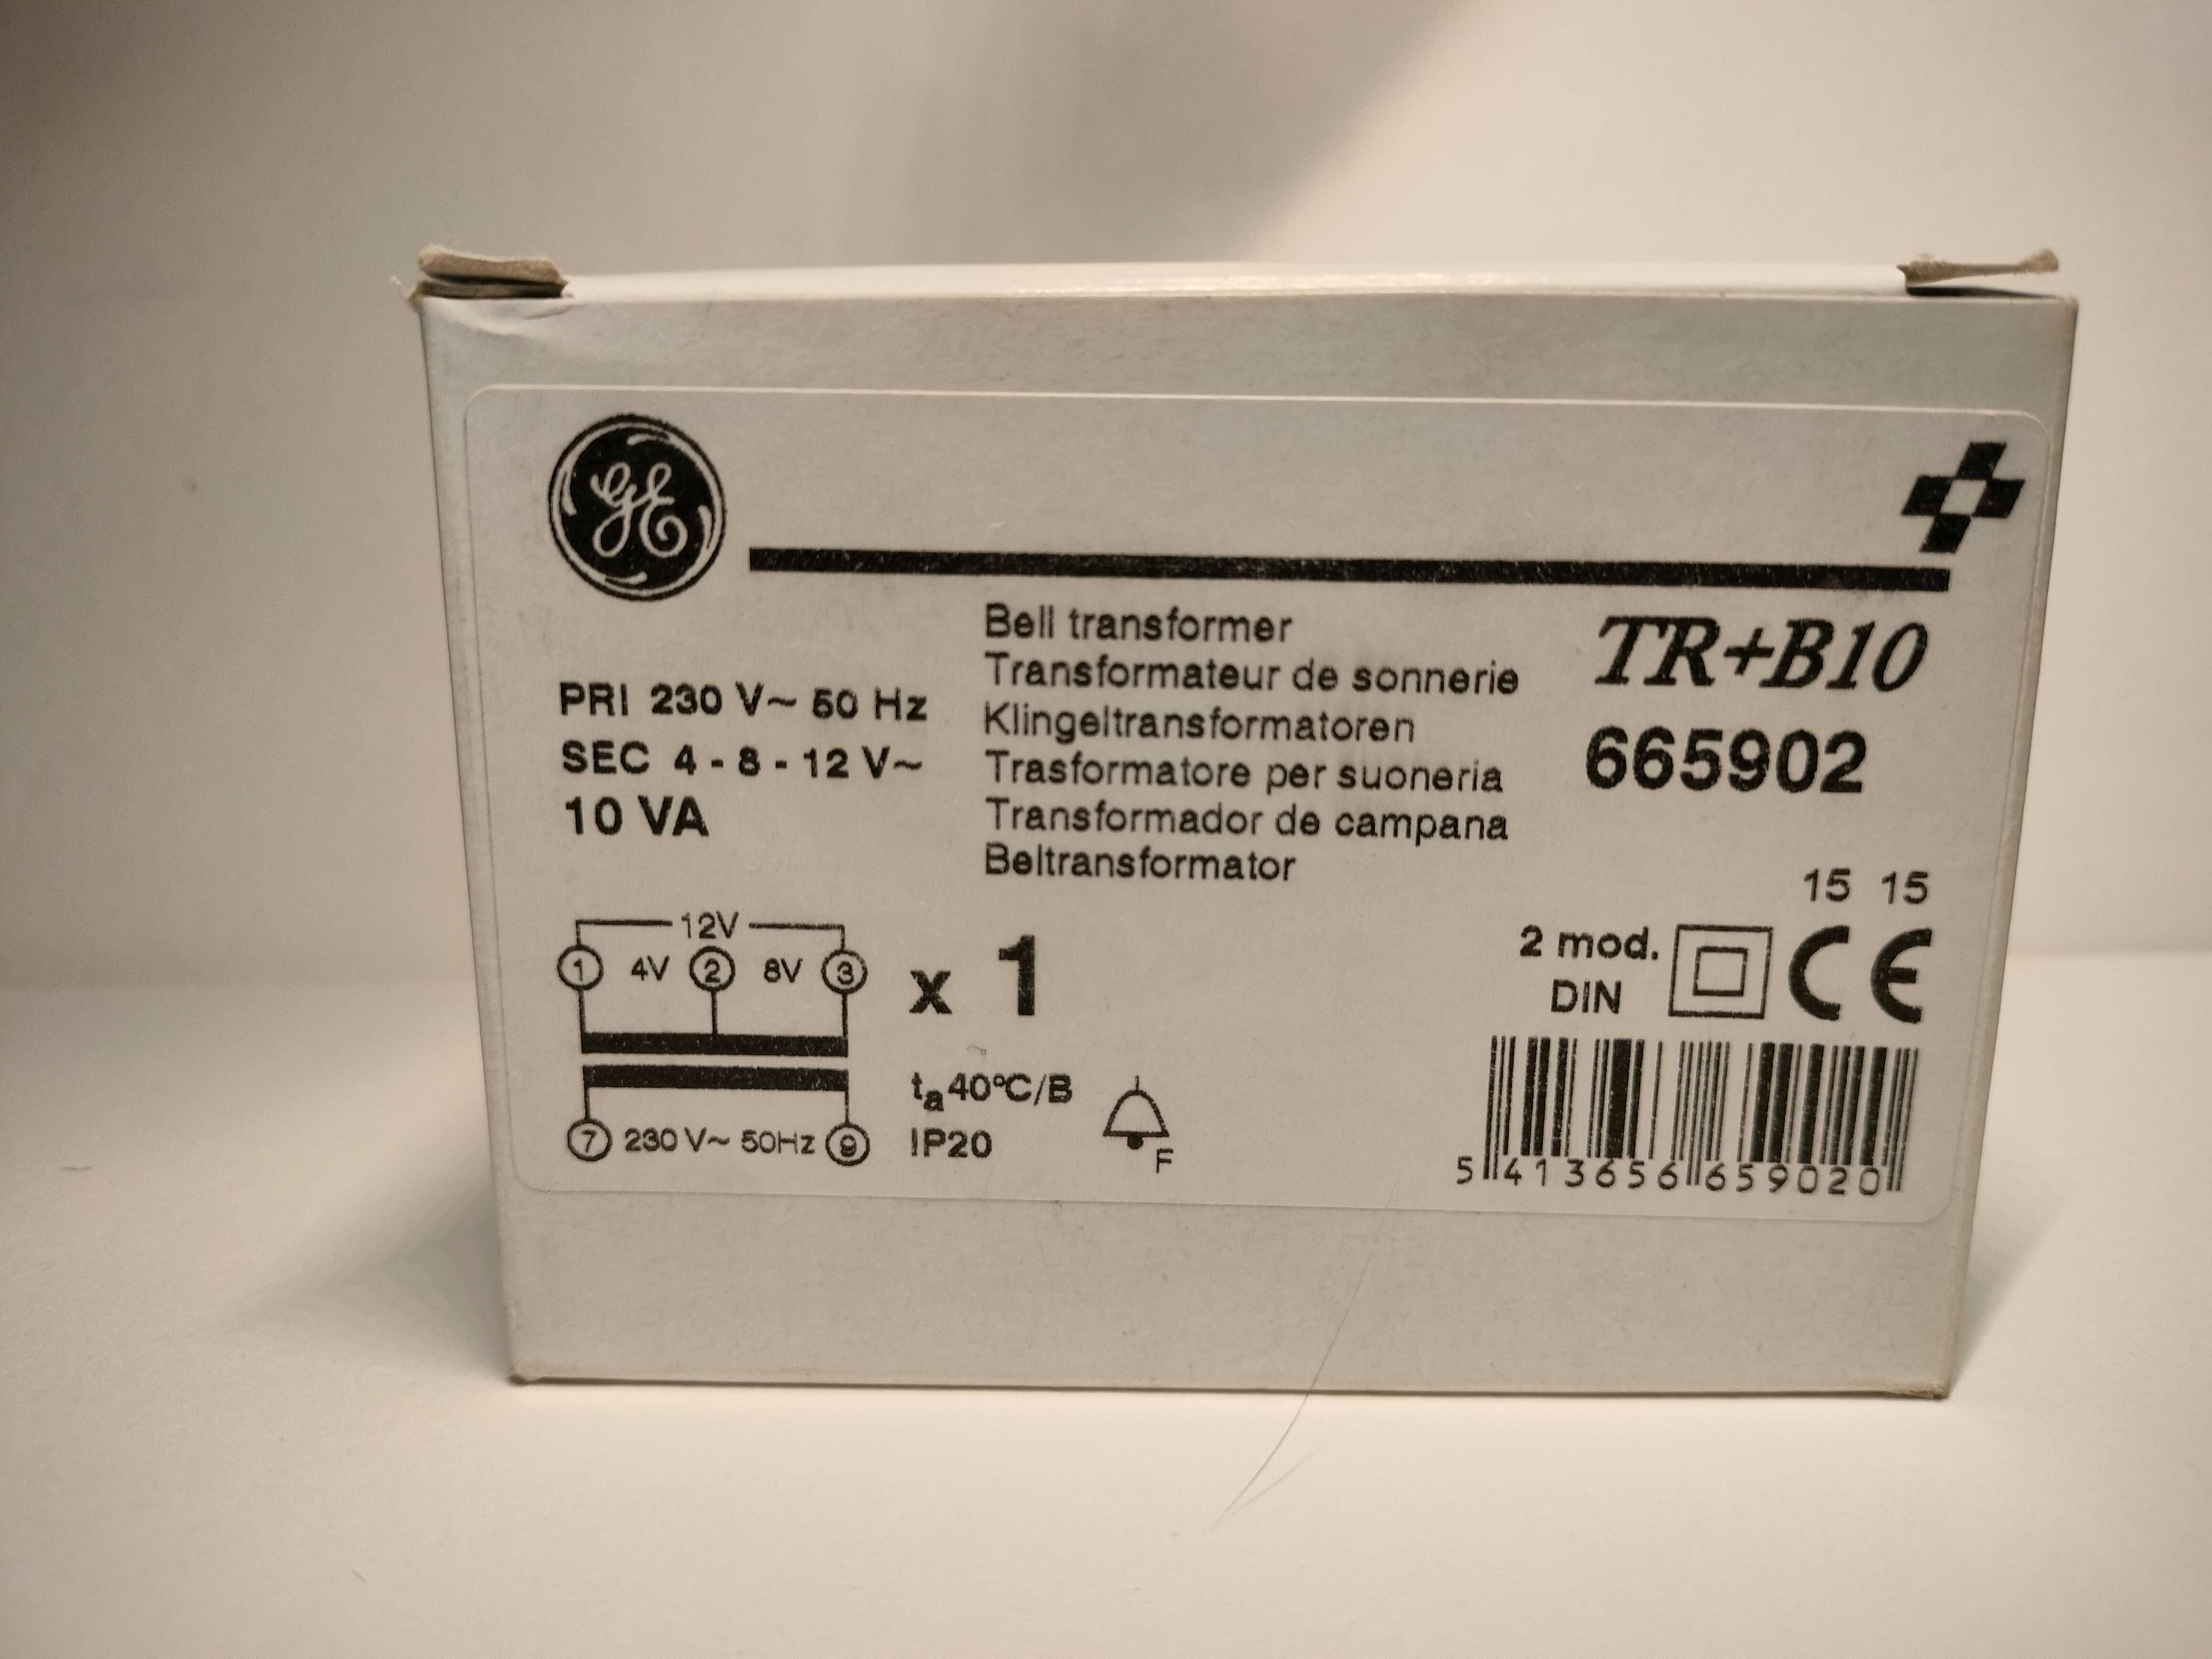 GE
Bell transformer
Transformateur de sonnerie
Klingeltransformatoren
Trasformatore per suoneria
Transformador de campana
Beltransformator
TR+B10
665902
PRI 230 V~ 50 Hz
SEC 4 - 8 - 12 V~
10 VA
12V
1 4V 2 8V 3
7 230 V~ 50Hz 9
x 1
ta 40°C/B
IP20
F
15 15
2 mod.
DIN
CE
5 413656 659020